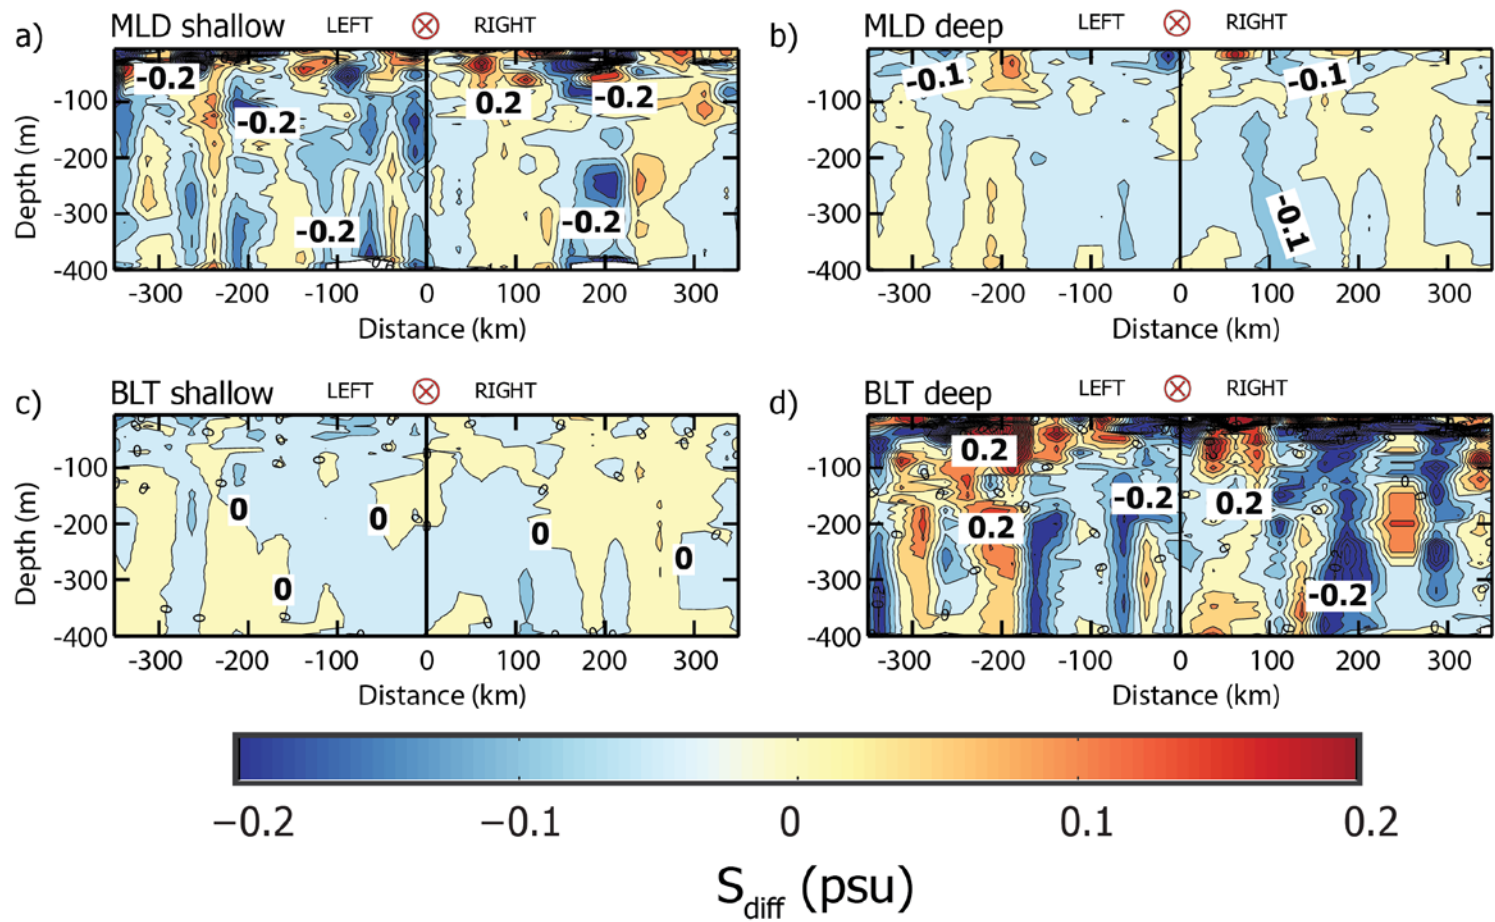 a) MLD shallow LEFT RIGHT
-0.2
-0.2
0.2
-0.2
-0.2
-0.2
-100
-200
-300
-400
Depth (m)
-300 -200 -100 0 100 200 300
Distance (km)
b) MLD deep LEFT RIGHT
-0.1
-0.1
-0.1
-100
-200
-300
-400
-300 -200 -100 0 100 200 300
Distance (km)
c) BLT shallow LEFT RIGHT
0
0
0
0
0
-100
-200
-300
-400
Depth (m)
-300 -200 -100 0 100 200 300
Distance (km)
d) BLT deep LEFT RIGHT
0.2
-0.2
0.2
0.2
-0.2
-100
-200
-300
-400
-300 -200 -100 0 100 200 300
Distance (km)
−0.2 −0.1 0 0.1 0.2
Sdiff (psu)